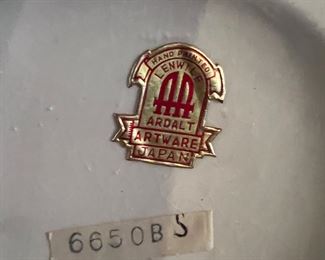 HAND PAINTED
LENWILE
ARDALT
ARTWARE
JAPAN
6650B S